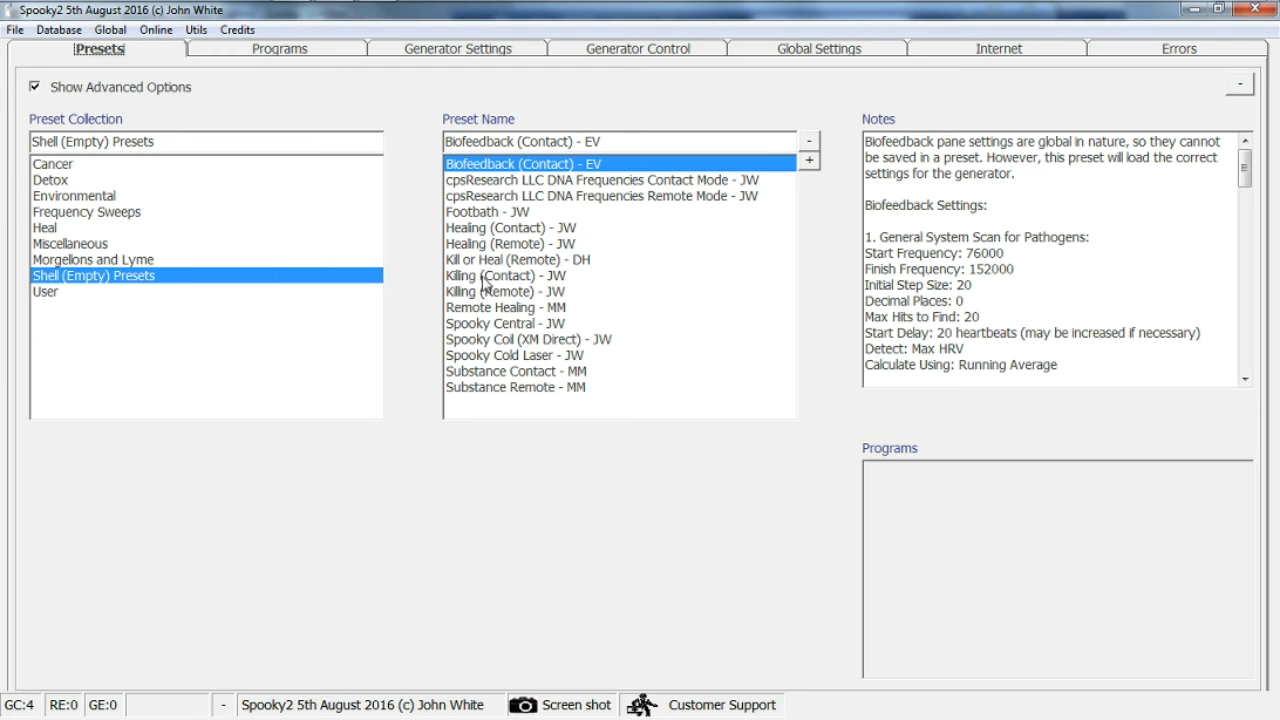 Spooky2 5th August 2016 (c) John White
File Database Global Online Utils Credits
Presets Programs Generator Settings Generator Control Global Settings Internet Errors
Show Advanced Options
-
Preset Collection
Shell (Empty) Presets
Cancer
Detox
Environmental
Frequency Sweeps
Heal
Miscellaneous
Morgellons and Lyme
Shell (Empty) Presets
User
Preset Name
Biofeedback (Contact) - EV
-
+
Biofeedback (Contact) - EV
cpsResearch LLC DNA Frequencies Contact Mode - JW
cpsResearch LLC DNA Frequencies Remote Mode - JW
Footbath - JW
Healing (Contact) - JW
Healing (Remote) - JW
Kill or Heal (Remote) - DH
Killing (Contact) - JW
Killing (Remote) - JW
Remote Healing - MM
Spooky Central - JW
Spooky Coil (XM Direct) - JW
Spooky Cold Laser - JW
Substance Contact - MM
Substance Remote - MM
Notes
Biofeedback pane settings are global in nature, so they cannot
be saved in a preset. However, this preset will load the correct
settings for the generator.
Biofeedback Settings:
1. General System Scan for Pathogens:
Start Frequency: 76000
Finish Frequency: 152000
Initial Step Size: 20
Decimal Places: 0
Max Hits to Find: 20
Start Delay: 20 heartbeats (may be increased if necessary)
Detect: Max HRV
Calculate Using: Running Average
Programs
GC:4 RE:0 GE:0 - Spooky2 5th August 2016 (c) John White Screen shot Customer Support